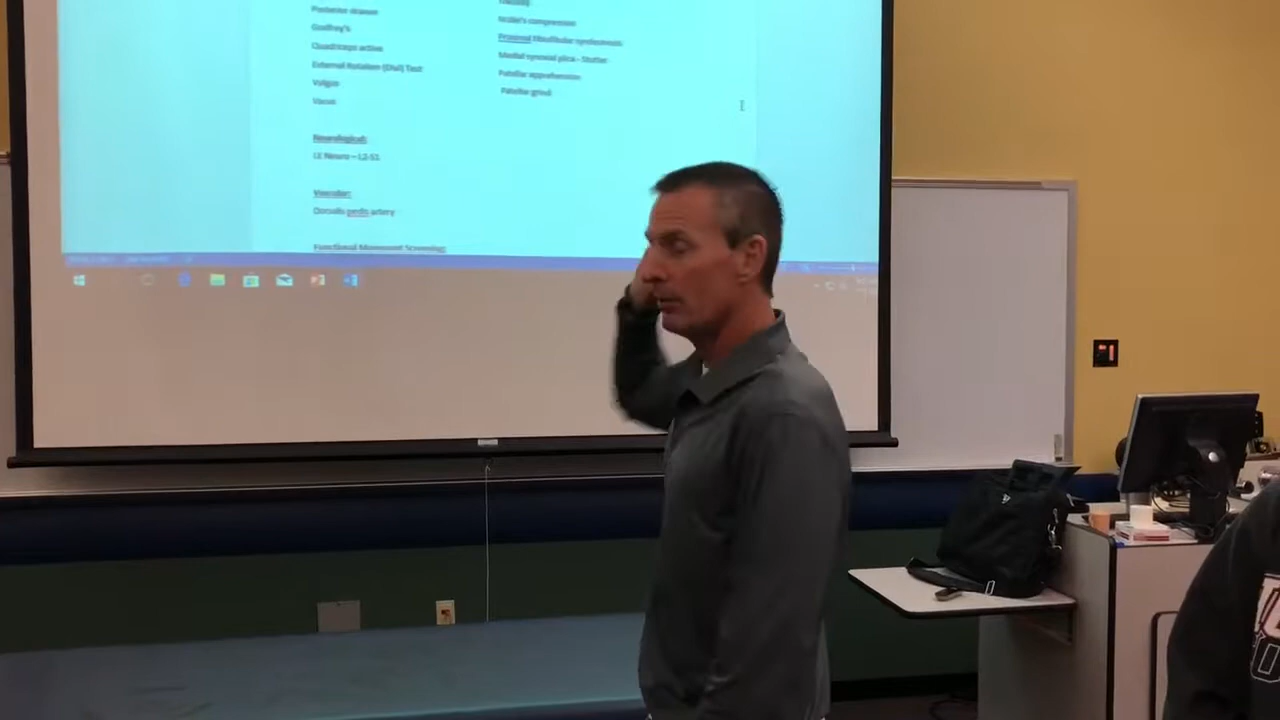 Posterior drawer
Godfrey's
Quadriceps active
External Rotation (Dial) Test
Valgus
Varus
Neurological:
LE Neuro – L2-S1
Vascular:
Dorsalis pedis artery
Functional Movement Screening:
Noble's compression
Proximal tibiofibular syndesmosis
Medial synovial plica - Stutter
Patellar apprehension
Patellar grind